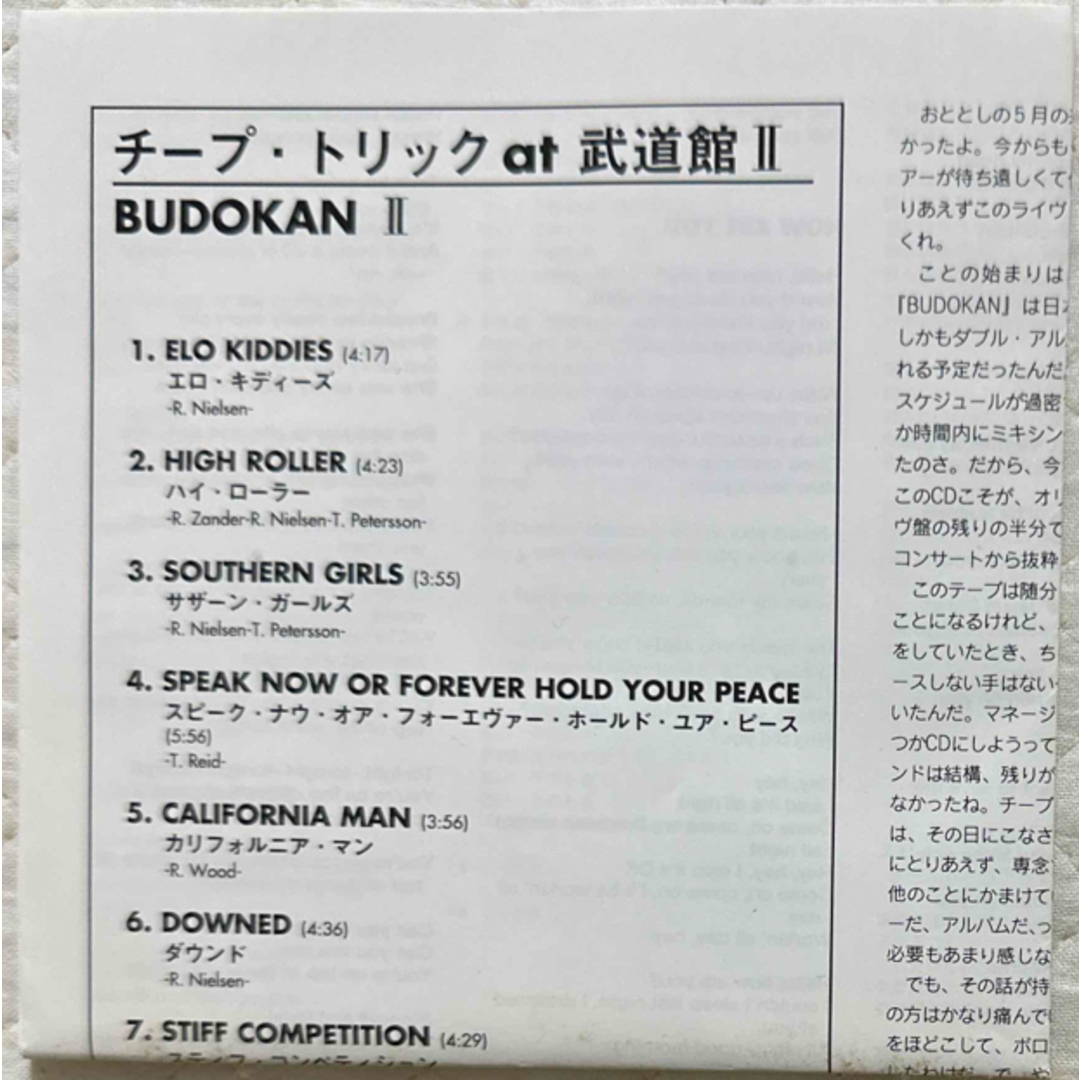 チープ・トリック at 武道館 Ⅱ
BUDOKAN Ⅱ
1. ELO KIDDIES (4:17)
エロ・キディーズ
-R. Nielsen-
2. HIGH ROLLER (4:23)
ハイ・ローラー
-R. Zander-R. Nielsen-T. Petersson-
3. SOUTHERN GIRLS (3:55)
サザーン・ガールズ
-R. Nielsen-T. Petersson-
4. SPEAK NOW OR FOREVER HOLD YOUR PEACE
スピーク・ナウ・オア・フォーエヴァー・ホールド・ユア・ピース
(5:56)
-T. Reid-
5. CALIFORNIA MAN (3:56)
カリフォルニア・マン
-R. Wood-
6. DOWNED (4:36)
ダウンド
-R. Nielsen-
7. STIFF COMPETITION (4:29)
スティッフ・コンペティション
おととしの5月の
かったよ。今からも
アーが待ち遠しくて
りあえずこのライヴ
くれ。
ことの始まりは
『BUDOKAN』は日
しかもダブル・アル
れる予定だったんだ
スケジュールが過密
か時間内にミキシン
たのさ。だから、今
このCDこそが、オリ
ヴ盤の残りの半分で
コンサートから抜粋
このテープは随分
ことになるけれど、
をしていたとき、ち
ースしない手はない
いたんだ。マネージ
つかCDにしようって
ンドは結構、残りが
なかったね。チープ
は、その日にこなさ
にとりあえず、専念
他のことにかまけて
ーだ、アルバムだ、っ
必要もあまり感じな
でも、その話が持
の方はかなり痛んで
をほどこして、ボロ